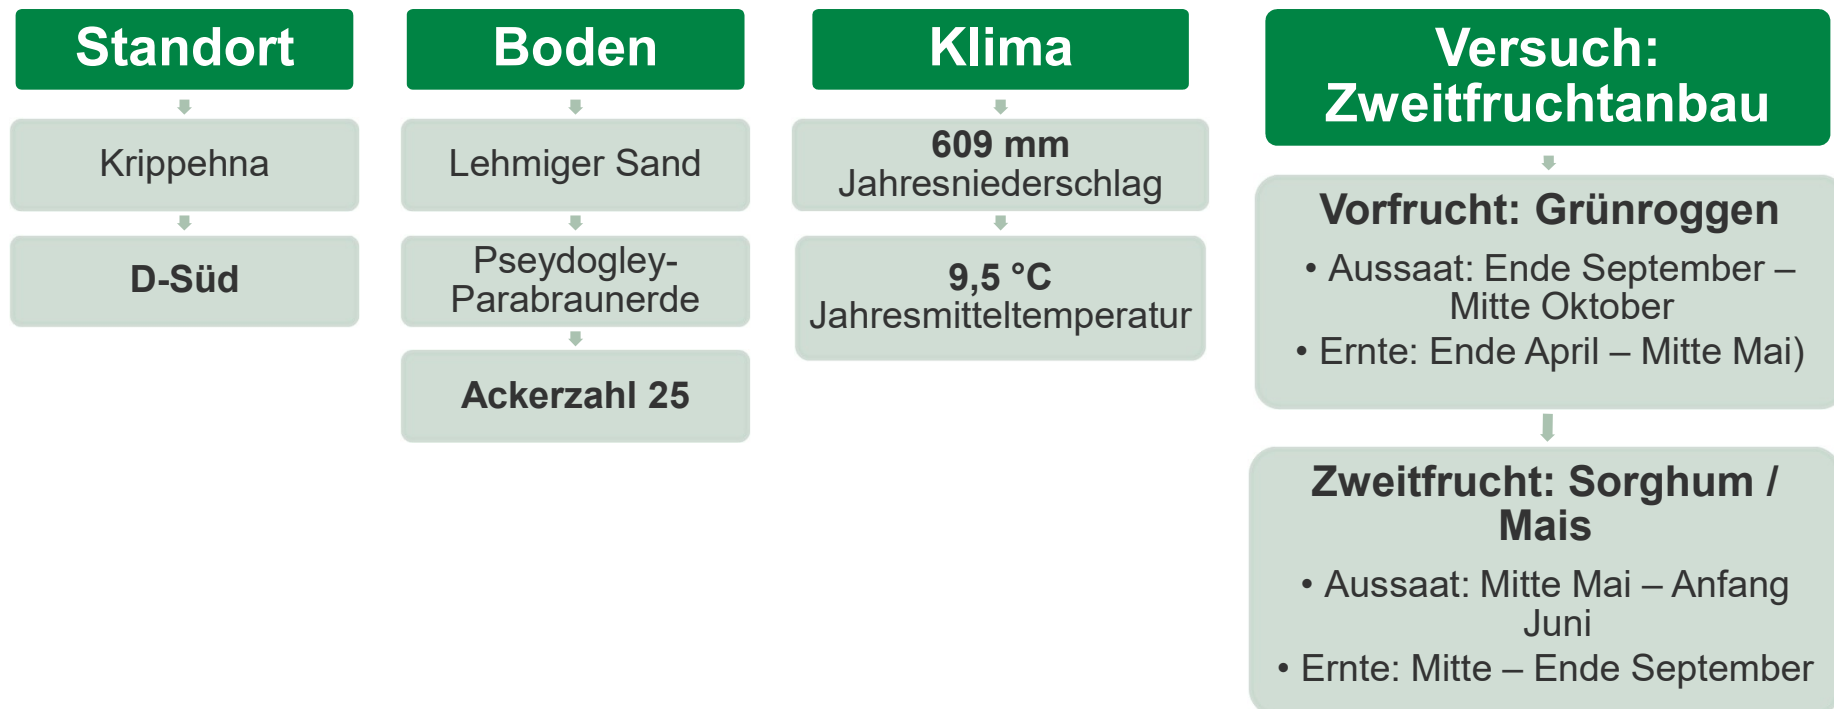 Standort
Krippehna
D-Süd
Boden
Lehmiger Sand
Pseydogley-
Parabraunerde
Ackerzahl 25
Klima
609 mm
Jahresniederschlag
9,5 °C
Jahresmitteltemperatur
Versuch:
Zweitfruchtanbau
Vorfrucht: Grünroggen
• Aussaat: Ende September –
Mitte Oktober
• Ernte: Ende April – Mitte Mai)
Zweitfrucht: Sorghum /
Mais
• Aussaat: Mitte Mai – Anfang
Juni
• Ernte: Mitte – Ende September